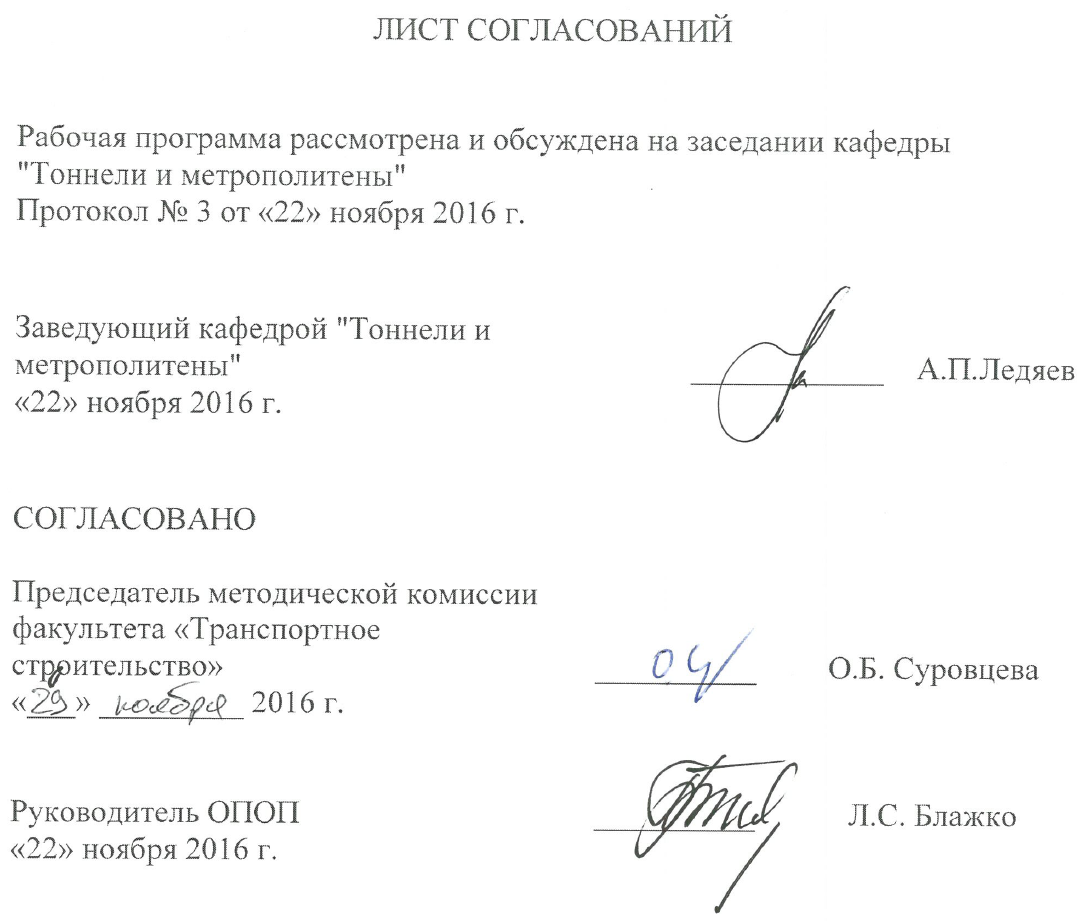 ЛИСТ СОГЛАСОВАНИЙ
Рабочая программа рассмотрена и обсуждена на заседании кафедры
"Тоннели и метрополитены"
Протокол № 3 от «22» ноября 2016 г.
Заведующий кафедрой "Тоннели и
метрополитены"
«22» ноября 2016 г.
А.П.Ледяев
СОГЛАСОВАНО
Председатель методической комиссии
факультета «Транспортное
строительство»
О.Б. Суровцева
«29» ноября 2016 г.
Руководитель ОПОП
Л.С. Блажко
«22» ноября 2016 г.